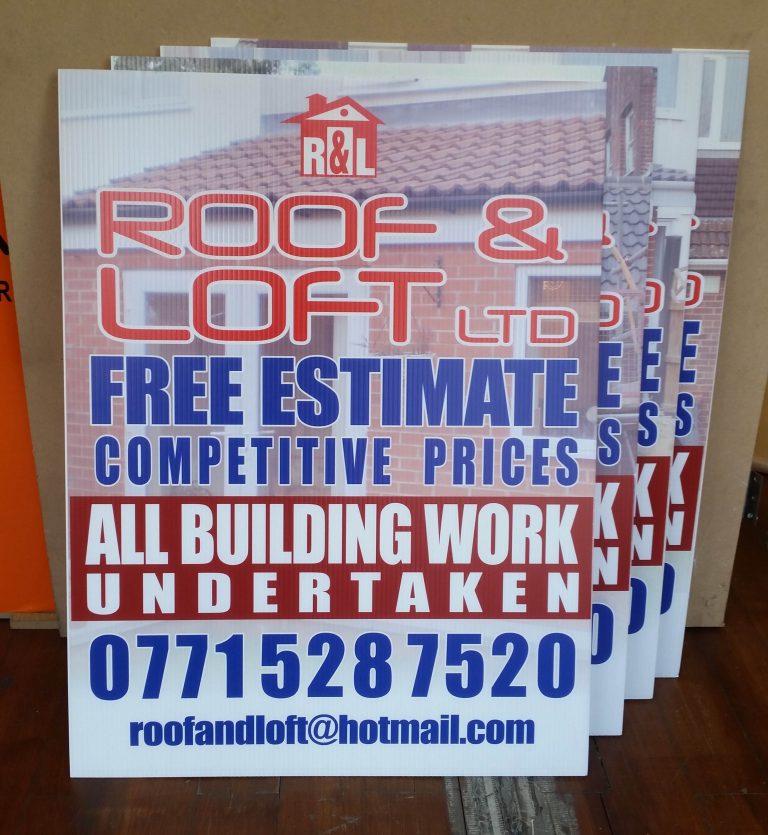 R&L
ROOF &
LOFT LTD
FREE ESTIMATE
COMPETITIVE PRICES
ALL BUILDING WORK
UNDERTAKEN
07715287520
roofandloft@hotmail.com